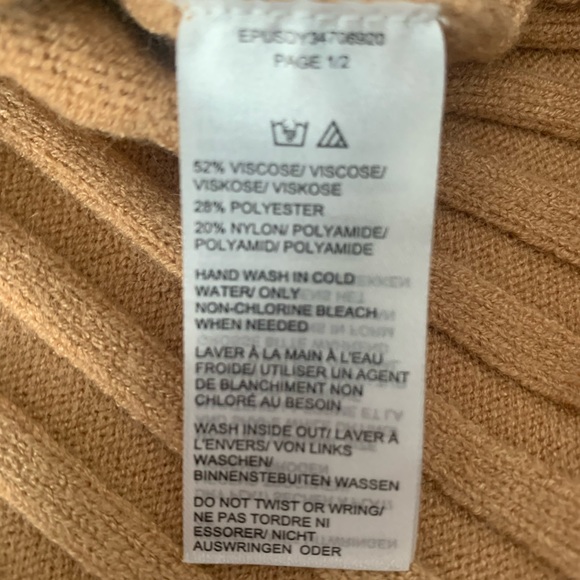 EPUSDY34706920
PAGE 1/2
52% VISCOSE/ VISCOSE/
VISKOSE/ VISKOSE
28% POLYESTER
20% NYLON/ POLYAMIDE/
POLYAMID/ POLYAMIDE
HAND WASH IN COLD
WATER/ ONLY
NON-CHLORINE BLEACH
WHEN NEEDED
LAVER À LA MAIN À L'EAU
FROIDE/ UTILISER UN AGENT
DE BLANCHIMENT NON
CHLORÉ AU BESOIN
WASH INSIDE OUT/ LAVER À
L'ENVERS/ VON LINKS
WASCHEN/
BINNENSTEBUITEN WASSEN
DO NOT TWIST OR WRING/
NE PAS TORDRE NI
ESSORER/ NICHT
AUSWRINGEN ODER